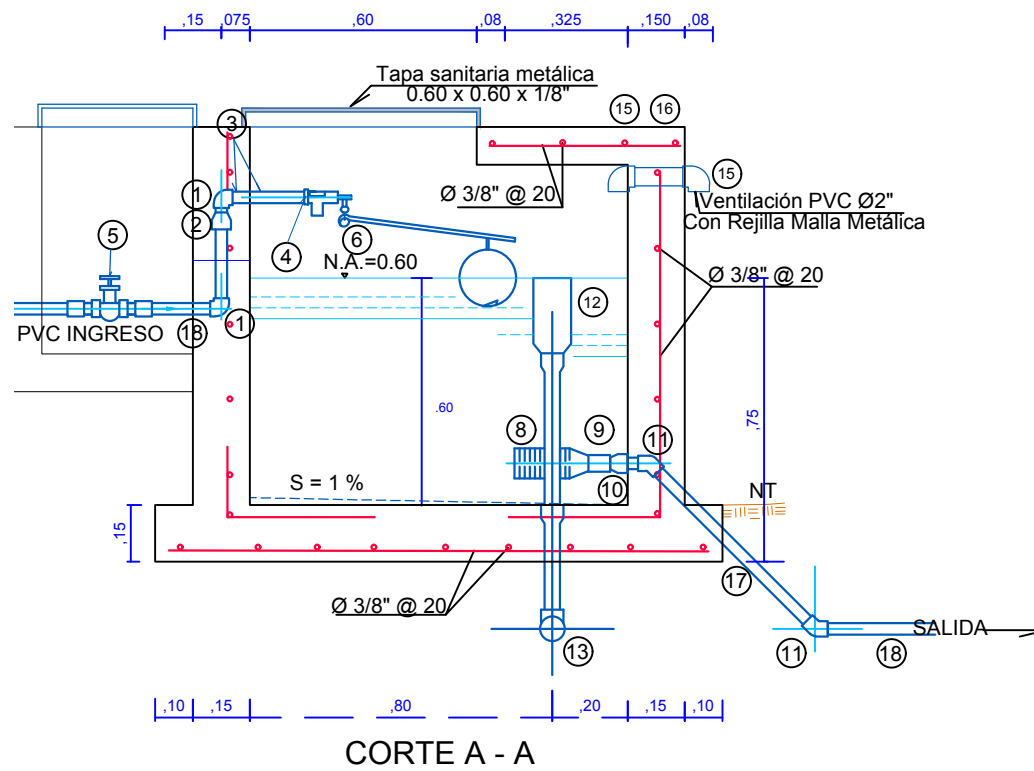 ,15 ,075 ,60 ,08 ,325 ,150 ,08
Tapa sanitaria metálica
0.60 x 0.60 x 1/8"
15 16
3
Ø 3/8" @ 20
15
1
Ventilación PVC Ø2"
2
Con Rejilla Malla Metálica
5
6
4
N.A.=0.60
Ø 3/8" @ 20
12
PVC INGRESO
18
1
.60
,75
8 9 11
S = 1 %
10
NT
,15
17
Ø 3/8" @ 20
13
11
18
SALIDA
,10 ,15 ,80 ,20 ,15 ,10
CORTE A - A